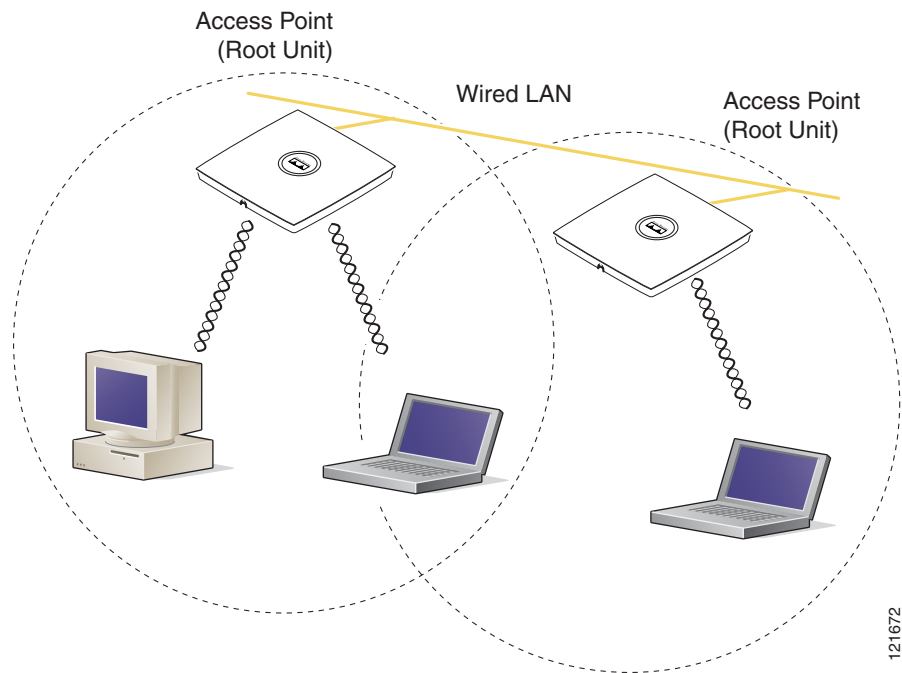 Access Point
(Root Unit)
Wired LAN
Access Point
(Root Unit)
121672